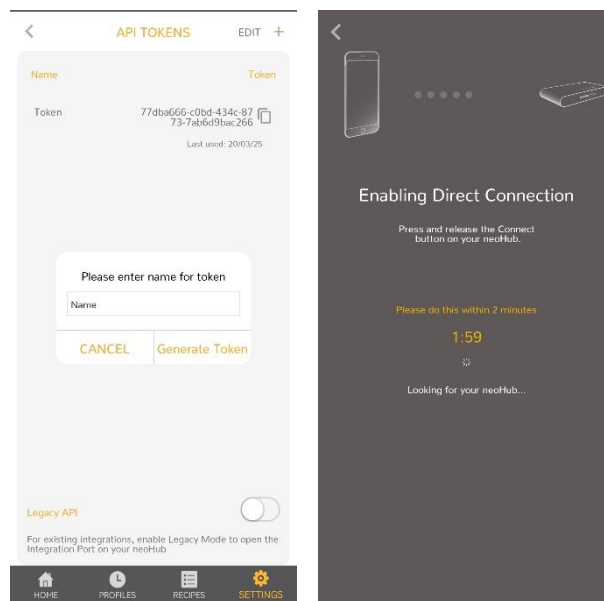 API TOKENS
EDIT +
Name
Token
Token
77dba666-c0bd-434c-87
73-7ab6d9bac266
Last used: 20/03/25
Please enter name for token
Name
CANCEL
Generate Token
Legacy API
For existing integrations, enable Legacy Mode to open the
Integration Port on your neoHub
HOME
PROFILES
RECIPES
SETTINGS
Enabling Direct Connection
Press and release the Connect
button on your neoHub.
Please do this within 2 minutes
1:59
Looking for your neoHub...